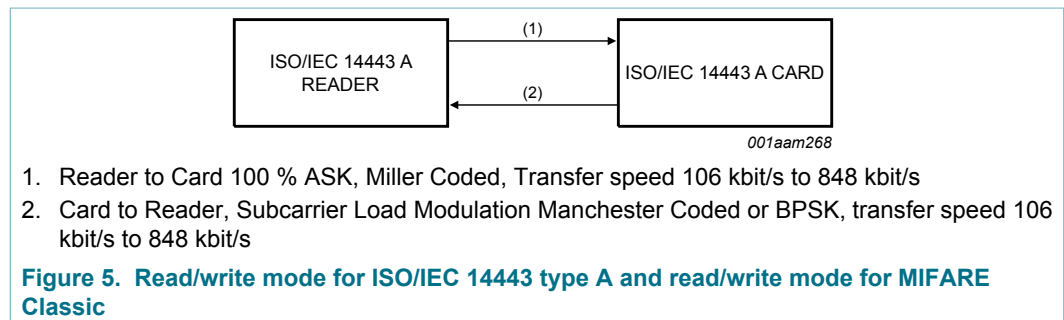 (1)
ISO/IEC 14443 A
READER
ISO/IEC 14443 A CARD
(2)
001aam268
1. Reader to Card 100 % ASK, Miller Coded, Transfer speed 106 kbit/s to 848 kbit/s
2. Card to Reader, Subcarrier Load Modulation Manchester Coded or BPSK, transfer speed 106
kbit/s to 848 kbit/s
Figure 5. Read/write mode for ISO/IEC 14443 type A and read/write mode for MIFARE
Classic